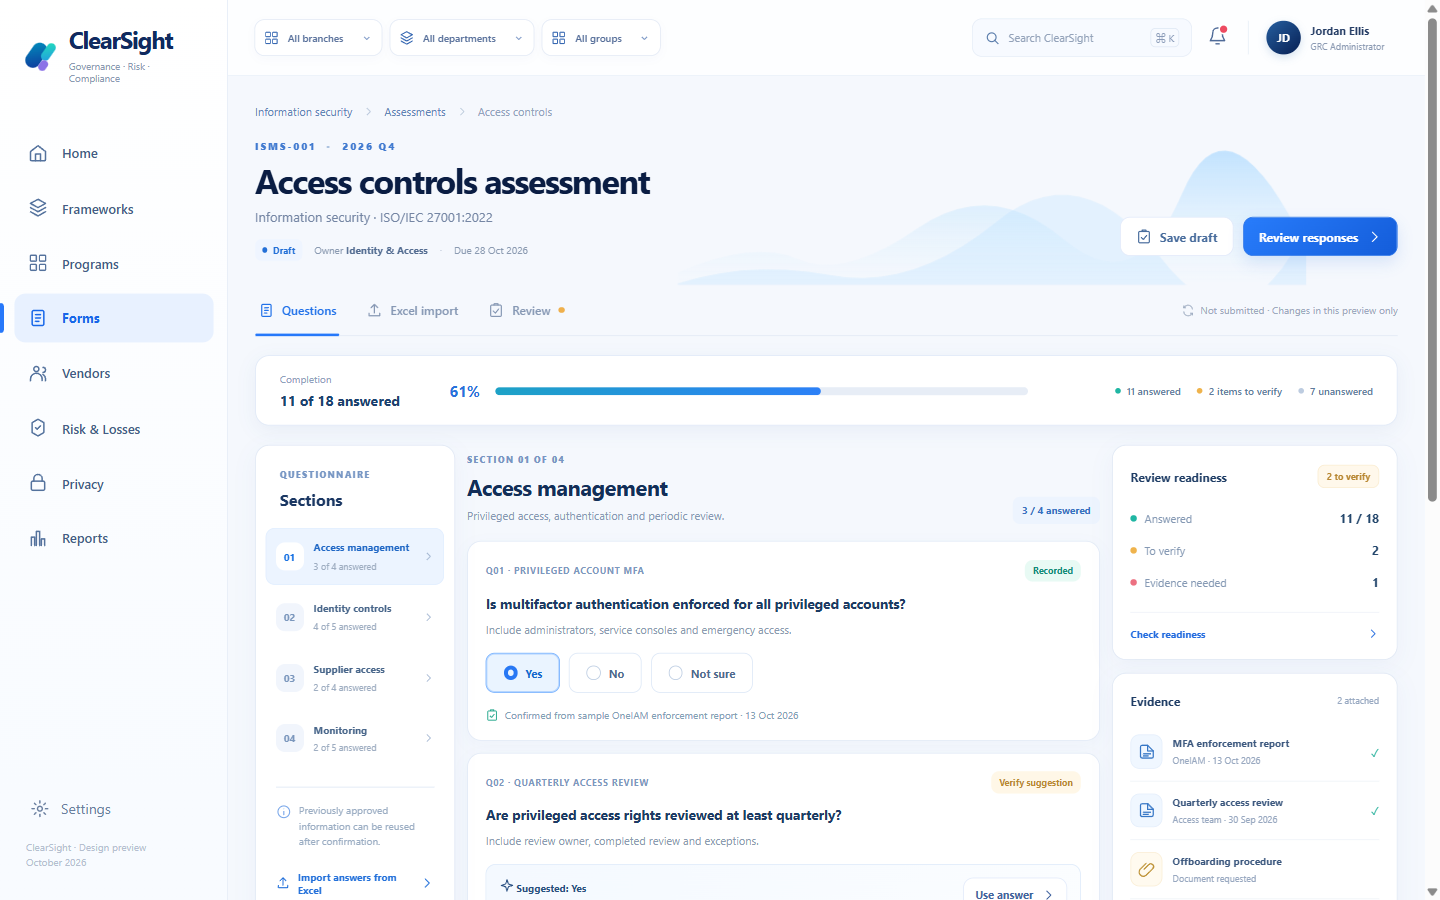 ClearSight
Governance · Risk ·
Compliance
Home
Frameworks
Programs
Forms
Vendors
Risk & Losses
Privacy
Reports
Settings
ClearSight · Design preview
October 2026
All branches
All departments
All groups
Search ClearSight
⌘ K
JD
Jordan Ellis
GRC Administrator
Information security
Assessments
Access controls
ISMS-001 · 2026 Q4
Access controls assessment
Information security · ISO/IEC 27001:2022
Draft
Owner Identity & Access · Due 28 Oct 2026
Save draft
Review responses
Questions
Excel import
Review
Not submitted · Changes in this preview only
Completion
11 of 18 answered
61%
11 answered
2 items to verify
7 unanswered
QUESTIONNAIRE
Sections
01
Access management
3 of 4 answered
02
Identity controls
4 of 5 answered
03
Supplier access
2 of 4 answered
04
Monitoring
2 of 5 answered
Previously approved
information can be reused
after confirmation.
Import answers from
Excel
SECTION 01 OF 04
Access management
Privileged access, authentication and periodic review.
3 / 4 answered
Q01 · PRIVILEGED ACCOUNT MFA
Recorded
Is multifactor authentication enforced for all privileged accounts?
Include administrators, service consoles and emergency access.
Yes
No
Not sure
Confirmed from sample OneIAM enforcement report · 13 Oct 2026
Q02 · QUARTERLY ACCESS REVIEW
Verify suggestion
Are privileged access rights reviewed at least quarterly?
Include review owner, completed review and exceptions.
Suggested: Yes
Use answer
Review readiness
2 to verify
Answered
11 / 18
To verify
2
Evidence needed
1
Check readiness
Evidence
2 attached
MFA enforcement report
OneIAM · 13 Oct 2026
Quarterly access review
Access team · 30 Sep 2026
Offboarding procedure
Document requested